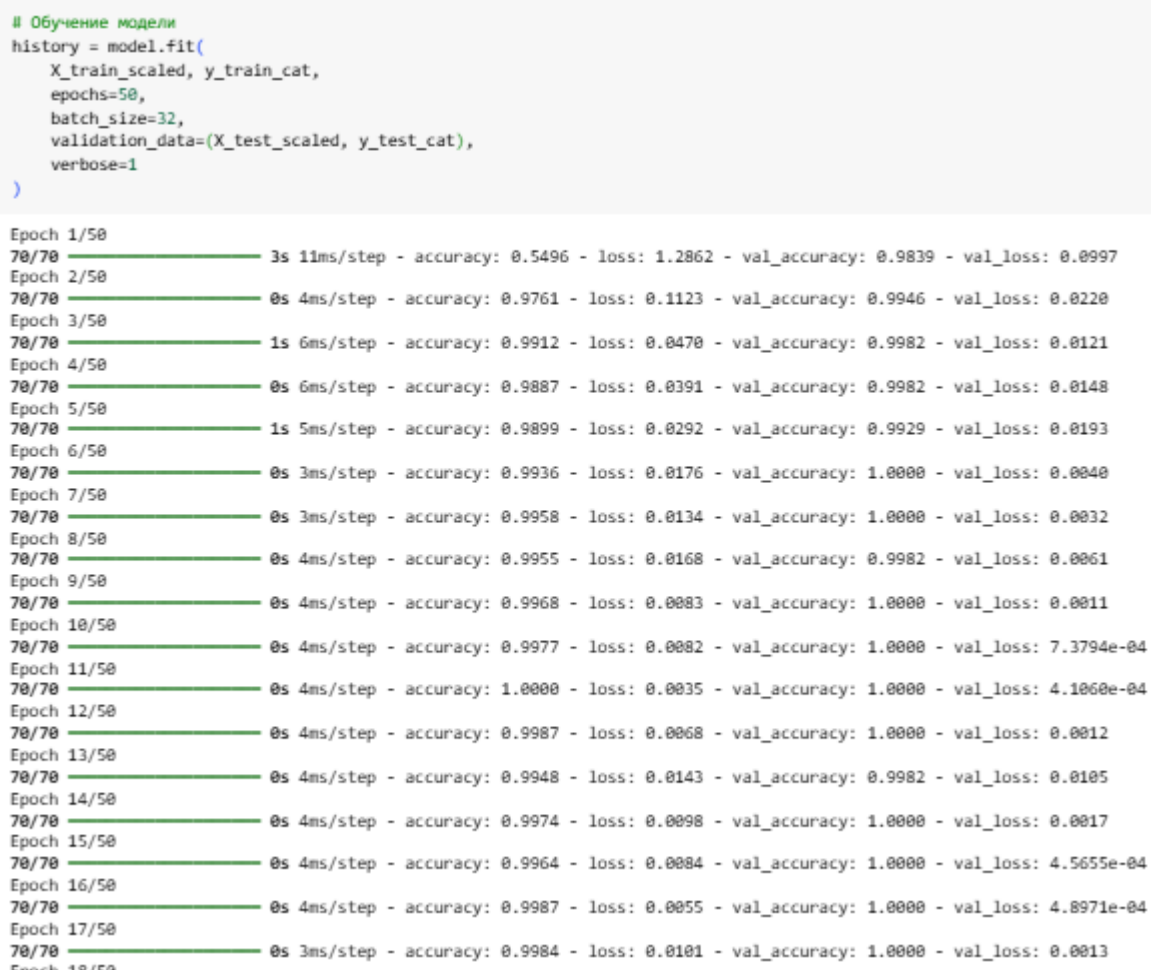 # Обучение модели
history = model.fit(
    X_train_scaled, y_train_cat,
    epochs=50,
    batch_size=32,
    validation_data=(X_test_scaled, y_test_cat),
    verbose=1
)
Epoch 1/50
70/70 ━━━━━━━━━━━━━━━━━━━━ 3s 11ms/step - accuracy: 0.5496 - loss: 1.2862 - val_accuracy: 0.9839 - val_loss: 0.0997
Epoch 2/50
70/70 ━━━━━━━━━━━━━━━━━━━━ 0s 4ms/step - accuracy: 0.9761 - loss: 0.1123 - val_accuracy: 0.9946 - val_loss: 0.0220
Epoch 3/50
70/70 ━━━━━━━━━━━━━━━━━━━━ 1s 6ms/step - accuracy: 0.9912 - loss: 0.0470 - val_accuracy: 0.9982 - val_loss: 0.0121
Epoch 4/50
70/70 ━━━━━━━━━━━━━━━━━━━━ 0s 6ms/step - accuracy: 0.9887 - loss: 0.0391 - val_accuracy: 0.9982 - val_loss: 0.0148
Epoch 5/50
70/70 ━━━━━━━━━━━━━━━━━━━━ 1s 5ms/step - accuracy: 0.9899 - loss: 0.0292 - val_accuracy: 0.9929 - val_loss: 0.0193
Epoch 6/50
70/70 ━━━━━━━━━━━━━━━━━━━━ 0s 3ms/step - accuracy: 0.9936 - loss: 0.0176 - val_accuracy: 1.0000 - val_loss: 0.0040
Epoch 7/50
70/70 ━━━━━━━━━━━━━━━━━━━━ 0s 3ms/step - accuracy: 0.9958 - loss: 0.0134 - val_accuracy: 1.0000 - val_loss: 0.0032
Epoch 8/50
70/70 ━━━━━━━━━━━━━━━━━━━━ 0s 4ms/step - accuracy: 0.9955 - loss: 0.0168 - val_accuracy: 0.9982 - val_loss: 0.0061
Epoch 9/50
70/70 ━━━━━━━━━━━━━━━━━━━━ 0s 4ms/step - accuracy: 0.9968 - loss: 0.0083 - val_accuracy: 1.0000 - val_loss: 0.0011
Epoch 10/50
70/70 ━━━━━━━━━━━━━━━━━━━━ 0s 4ms/step - accuracy: 0.9977 - loss: 0.0082 - val_accuracy: 1.0000 - val_loss: 7.3794e-04
Epoch 11/50
70/70 ━━━━━━━━━━━━━━━━━━━━ 0s 4ms/step - accuracy: 1.0000 - loss: 0.0035 - val_accuracy: 1.0000 - val_loss: 4.1060e-04
Epoch 12/50
70/70 ━━━━━━━━━━━━━━━━━━━━ 0s 4ms/step - accuracy: 0.9987 - loss: 0.0068 - val_accuracy: 1.0000 - val_loss: 0.0012
Epoch 13/50
70/70 ━━━━━━━━━━━━━━━━━━━━ 0s 4ms/step - accuracy: 0.9948 - loss: 0.0143 - val_accuracy: 0.9982 - val_loss: 0.0105
Epoch 14/50
70/70 ━━━━━━━━━━━━━━━━━━━━ 0s 4ms/step - accuracy: 0.9974 - loss: 0.0098 - val_accuracy: 1.0000 - val_loss: 0.0017
Epoch 15/50
70/70 ━━━━━━━━━━━━━━━━━━━━ 0s 4ms/step - accuracy: 0.9964 - loss: 0.0084 - val_accuracy: 1.0000 - val_loss: 4.5655e-04
Epoch 16/50
70/70 ━━━━━━━━━━━━━━━━━━━━ 0s 4ms/step - accuracy: 0.9987 - loss: 0.0055 - val_accuracy: 1.0000 - val_loss: 4.8971e-04
Epoch 17/50
70/70 ━━━━━━━━━━━━━━━━━━━━ 0s 3ms/step - accuracy: 0.9984 - loss: 0.0101 - val_accuracy: 1.0000 - val_loss: 0.0013
Epoch 18/50